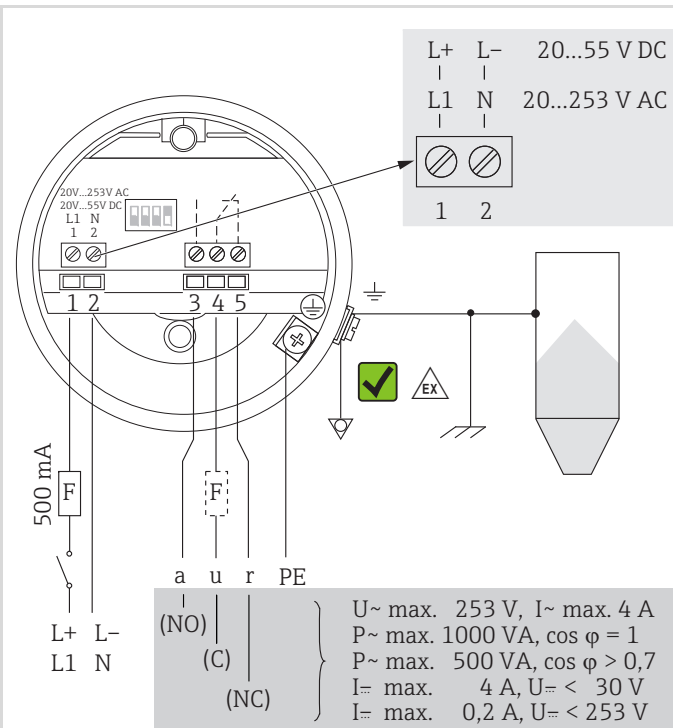 L+ L− 20...55 V DC
L1 N 20...253 V AC
1 2
20V...253V AC
20V...55V DC
L1 N
1 2
1 2 3 4 5
EX
500 mA
F
F
a u r PE
L+ L−
L1 N
(NO)
(C)
(NC)
U~ max. 253 V, I~ max. 4 A
P~ max. 1000 VA, cos φ = 1
P~ max. 500 VA, cos φ > 0,7
I⎓ max. 4 A, U⎓ < 30 V
I⎓ max. 0,2 A, U⎓ < 253 V